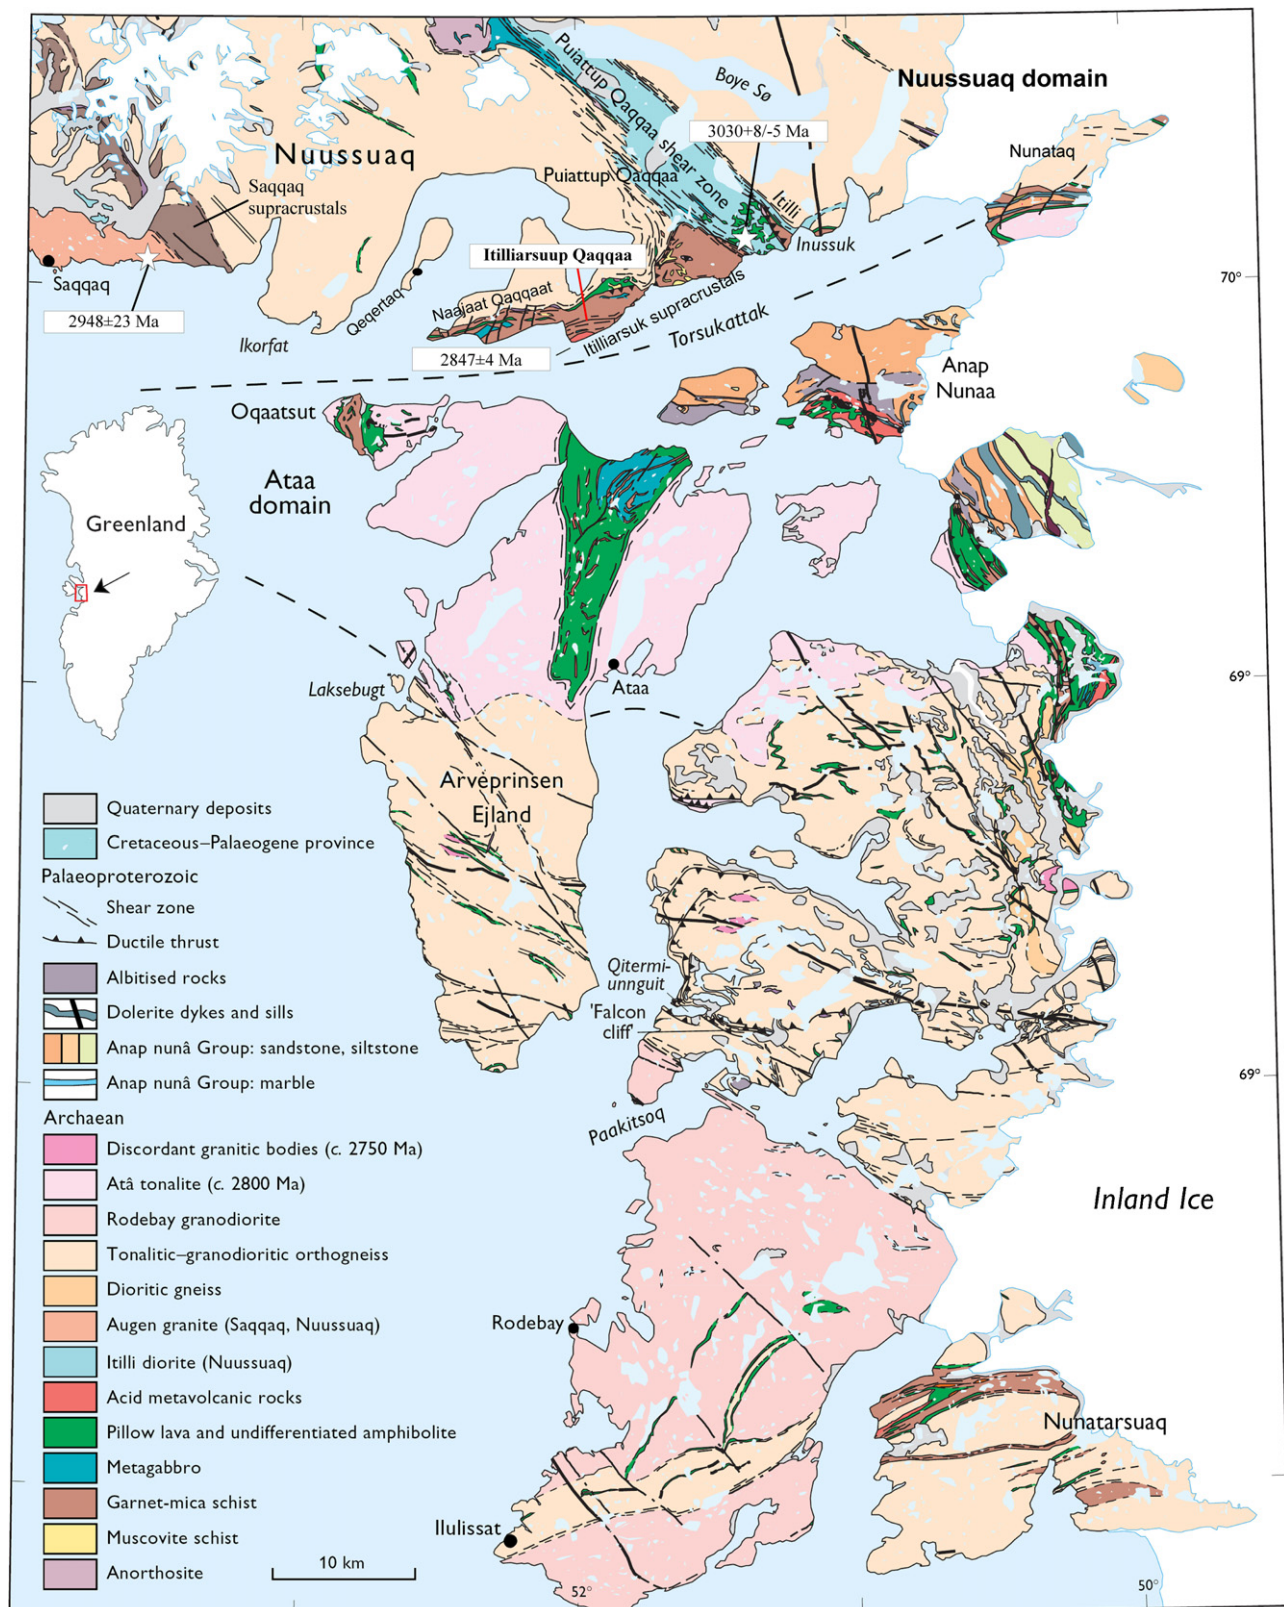 Puiattup Qaqqaa shear zone
Boye Sø
Nuussuaq domain
3030+8/-5 Ma
Nunataq
Nuussuaq
Puiattup Qaqqaa
Saqqaq
supracrustals
Itilli
Inussuk
Itilliarsuup Qaqqaa
Saqqaq
70°
2948±23 Ma
Qeqertaq
Naajaat Qaqqaat
Itilliarsuk supracrustals
Torsukattak
Ikorfat
2847±4 Ma
Anap
Nunaa
Oqaatsut
Ataa
domain
Greenland
Laksebugt
Ataa
69°
Arveprinsen
Ejland
Quaternary deposits
Cretaceous–Palaeogene province
Palaeoproterozoic
Shear zone
Ductile thrust
Albitised rocks
Dolerite dykes and sills
Anap nunâ Group: sandstone, siltstone
Anap nunâ Group: marble
Archaean
Discordant granitic bodies (c. 2750 Ma)
Atâ tonalite (c. 2800 Ma)
Rodebay granodiorite
Tonalitic–granodioritic orthogneiss
Dioritic gneiss
Augen granite (Saqqaq, Nuussuaq)
Itilli diorite (Nuussuaq)
Acid metavolcanic rocks
Pillow lava and undifferentiated amphibolite
Metagabbro
Garnet-mica schist
Muscovite schist
Anorthosite
Qitermi-
unnguit
'Falcon
cliff'
69°
Paakitsoq
Inland Ice
Rodebay
Nunatarsuaq
Ilulissat
10 km
52°
50°